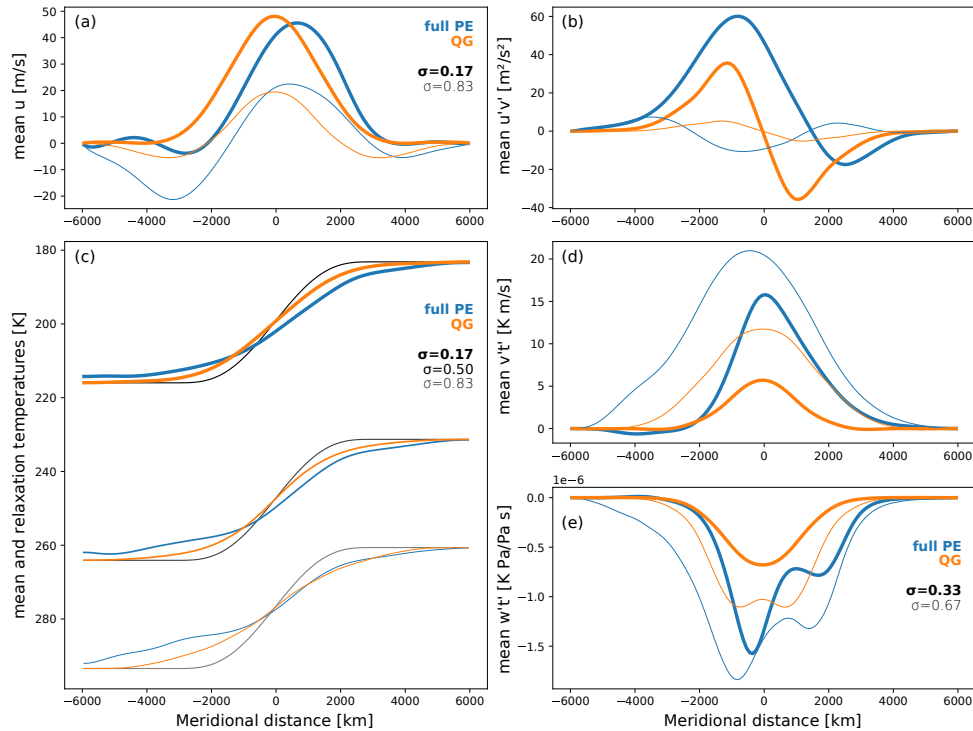 (a)
full PE
QG
σ=0.17
σ=0.83
mean u [m/s]
50
40
30
20
10
0
−10
−20
−6000 −4000 −2000 0 2000 4000 6000
(b)
mean u'v' [m²/s²]
60
40
20
0
−20
−40
−6000 −4000 −2000 0 2000 4000 6000
(c)
full PE
QG
σ=0.17
σ=0.50
σ=0.83
mean and relaxation temperatures [K]
180
200
220
240
260
280
−6000 −4000 −2000 0 2000 4000 6000
Meridional distance [km]
(d)
mean v't' [K m/s]
20
15
10
5
0
−6000 −4000 −2000 0 2000 4000 6000
1e−6
(e)
full PE
QG
σ=0.33
σ=0.67
mean w't' [K Pa/Pa s]
0.0
−0.5
−1.0
−1.5
−6000 −4000 −2000 0 2000 4000 6000
Meridional distance [km]